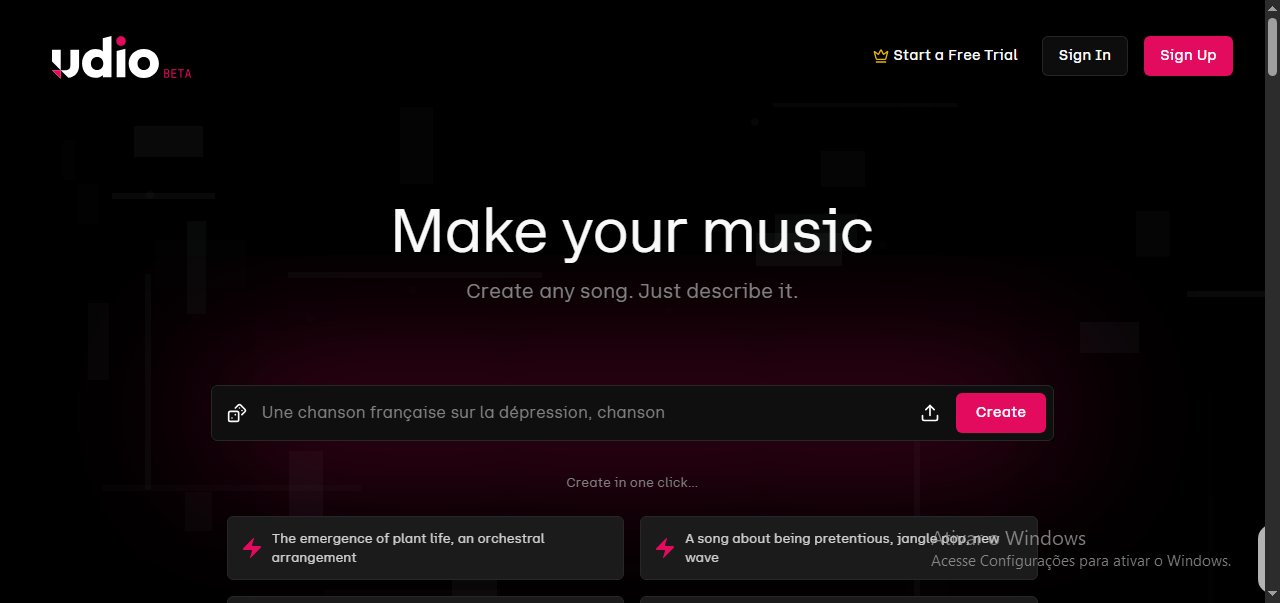 udio BETA
Start a Free Trial
Sign In
Sign Up
Make your music
Create any song. Just describe it.
Une chanson française sur la dépression, chanson
Create
Create in one click...
The emergence of plant life, an orchestral
arrangement
A song about being pretentious, jangle pop, new
wave
Ativar o Windows
Acesse Configurações para ativar o Windows.